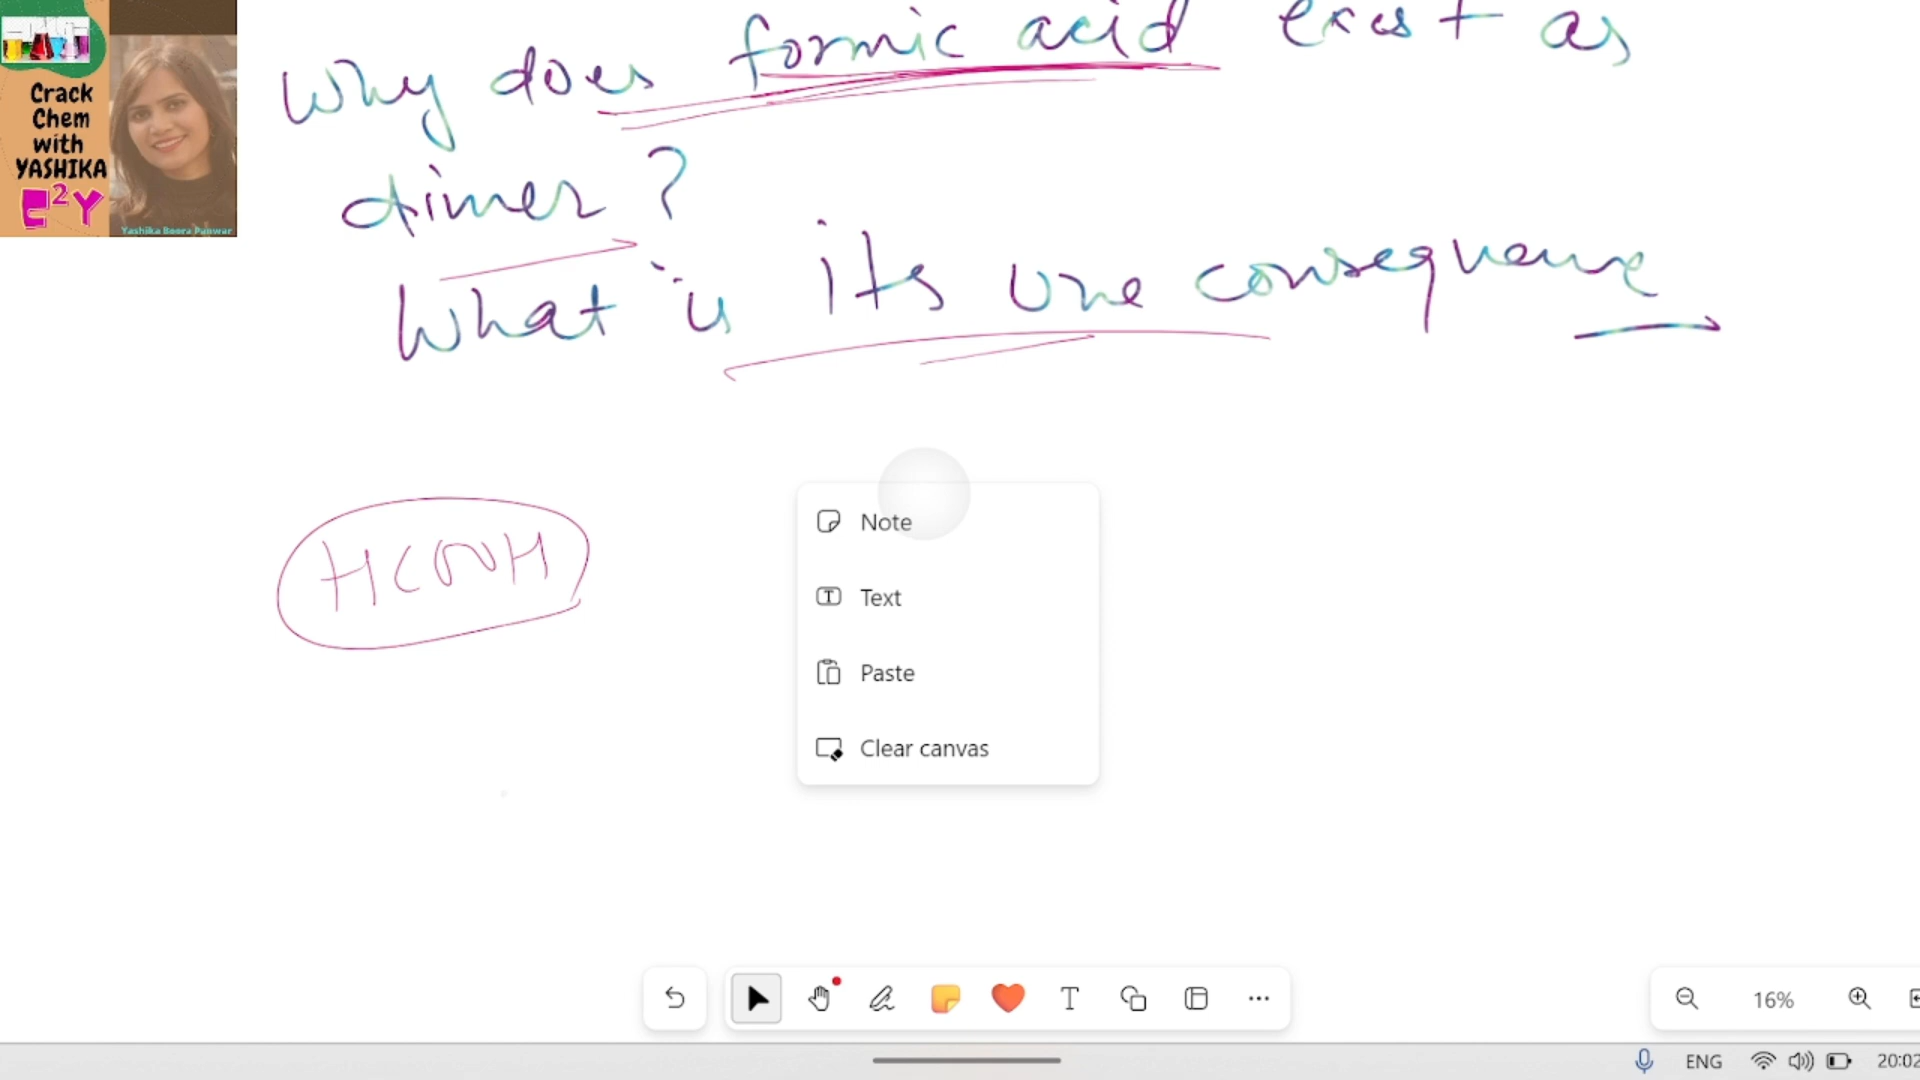 Crack
Chem
with
YASHIKA
C²Y
Yashika Boora Panwar
Why does formic acid exist as
dimer?
What is its one consequence
HCOOH
Note
Text
Paste
Clear canvas
T
16%
ENG
20:02